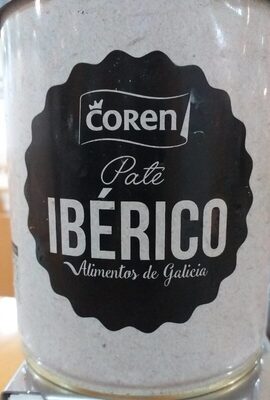 COREN
Paté
IBÉRICO
Alimentos de Galicia